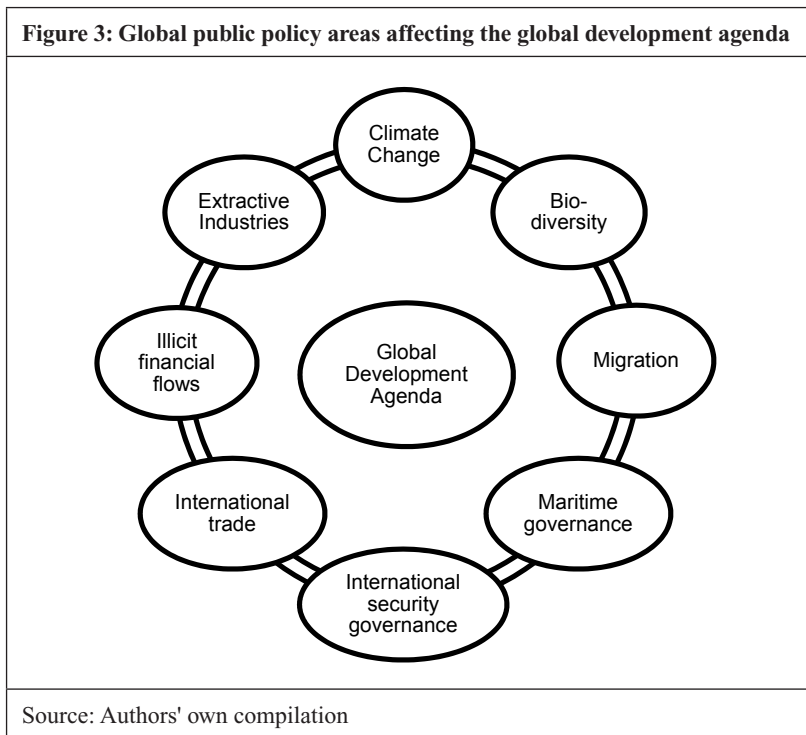 Figure 3: Global public policy areas affecting the global development agenda
Climate
Change
Extractive
Industries
Bio-
diversity
Illicit
financial
flows
Global
Development
Agenda
Migration
International
trade
Maritime
governance
International
security
governance
Source: Authors' own compilation